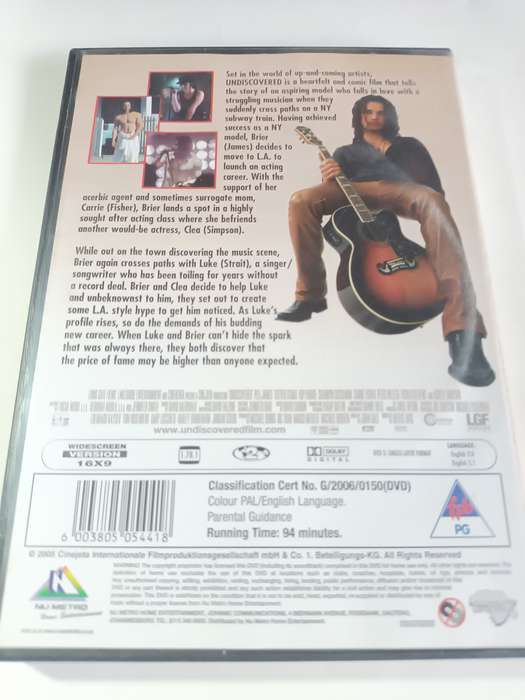 Set in the world of up-and-coming artists,
UNDISCOVERED is a heartfelt and comic film that tells
the story of an aspiring model who falls in love with a
struggling musician when they
suddenly cross paths on a NY
subway train. Having achieved
success as a NY
model, Brier
(James) decides to
move to L.A. to
launch an acting
career. With the
support of her
acerbic agent and sometimes surrogate mom,
Carrie (Fisher), Brier lands a spot in a highly
sought after acting class where she befriends
another would-be actress, Clea (Simpson).
While out on the town discovering the music scene,
Brier again crosses paths with Luke (Strait), a singer/
songwriter who has been toiling for years without
a record deal. Brier and Clea decide to help Luke
and unbeknownst to him, they set out to create
some L.A. style hype to get him noticed. As Luke's
profile rises, so do the demands of his budding
new career. When Luke and Brier can't hide the spark
that was always there, they both discover that
the price of fame may be higher than anyone expected.
www.undiscoveredfilm.com
LGF
WIDESCREEN
VERSION
16X9
DOLBY
DIGITAL
LANGUAGE:
Classification Cert No. G/2006/0150(DVD)
Colour PAL/English Language.
Parental Guidance
Running Time: 94 minutes.
PG
6 003805 054418
© 2005 Cinejota Internationale Filmproduktionsgesellschaft mbH & Co. 1. Beteiligungs-KG. All Rights Reserved
NU METRO
Home Entertainment